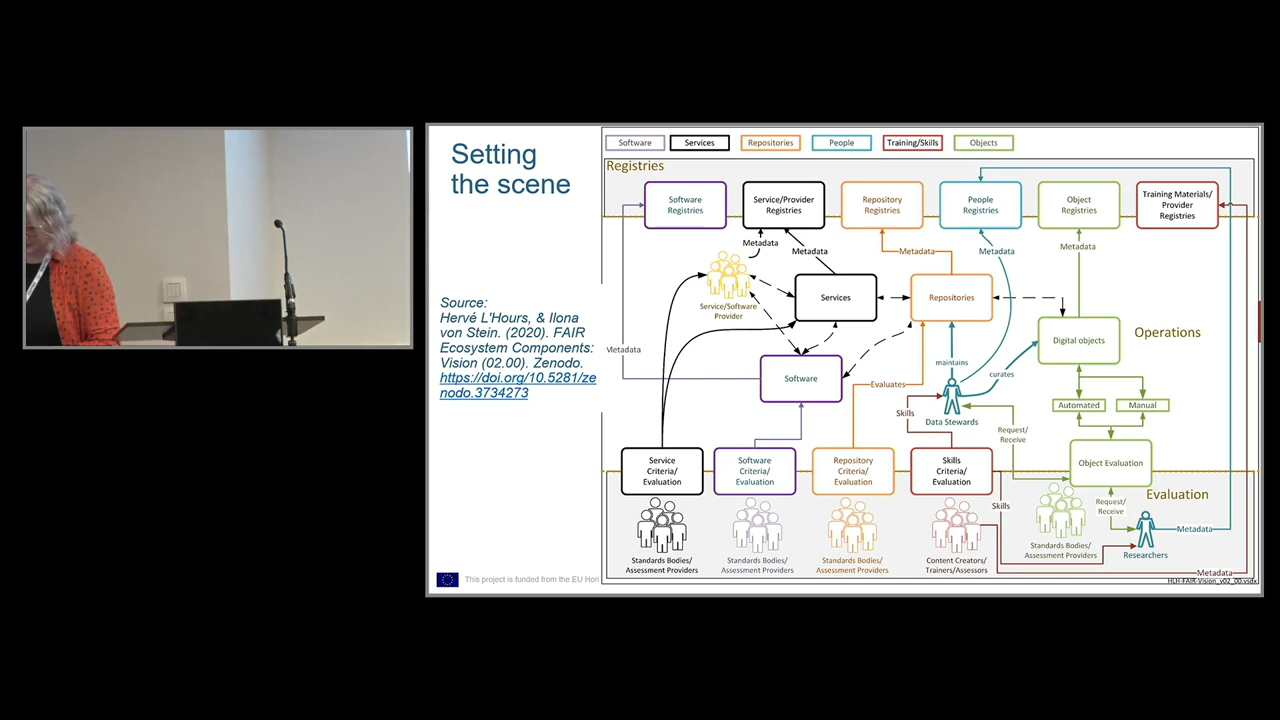 Setting
the scene
Source:
Hervé L'Hours, & Ilona
von Stein. (2020). FAIR
Ecosystem Components:
Vision (02.00). Zenodo.
https://doi.org/10.5281/ze
nodo.3734273
This project is funded from the EU Hori
Software
Services
Repositories
People
Training/Skills
Objects
Registries
Software
Registries
Service/Provider
Registries
Repository
Registries
People
Registries
Object
Registries
Training Materials/
Provider
Registries
Metadata
Metadata
Metadata
Metadata
Metadata
Service/Software
Provider
Services
Repositories
Digital objects
Operations
Metadata
Software
Evaluates
maintains
curates
Skills
Data Stewards
Automated
Manual
Request/
Receive
Service
Criteria/
Evaluation
Software
Criteria/
Evaluation
Repository
Criteria/
Evaluation
Skills
Criteria/
Evaluation
Object Evaluation
Evaluation
Skills
Request/
Receive
Metadata
Standards Bodies/
Assessment Providers
Standards Bodies/
Assessment Providers
Standards Bodies/
Assessment Providers
Content Creators/
Trainers/Assessors
Standards Bodies/
Assessment Providers
Researchers
Metadata
HLH-FAIR-Vision_v02_00.vsdx